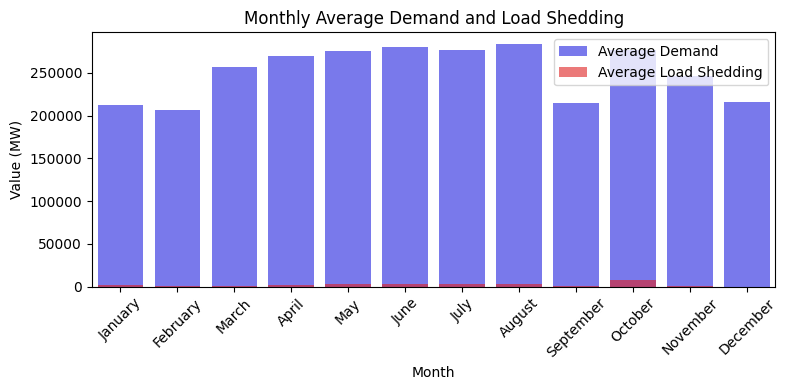 Monthly Average Demand and Load Shedding
Average Demand
Average Load Shedding
Value (MW)
250000
200000
150000
100000
50000
0
January
February
March
April
May
June
July
August
September
October
November
December
Month